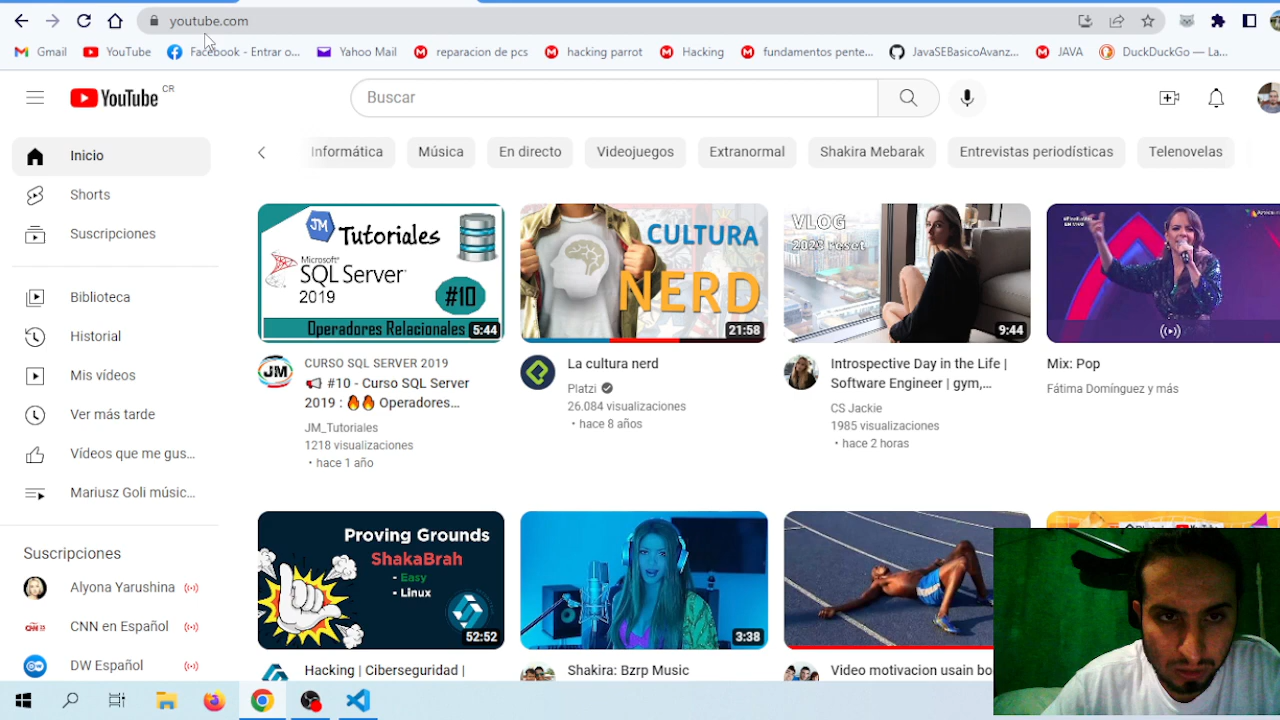 youtube.com
Gmail
YouTube
Facebook - Entrar o...
Yahoo Mail
reparacion de pcs
hacking parrot
Hacking
fundamentos pente...
JavaSEBasicoAvanz...
JAVA
DuckDuckGo — La...
YouTube CR
Buscar
Informática
Música
En directo
Videojuegos
Extranormal
Shakira Mebarak
Entrevistas periodísticas
Telenovelas
Inicio
Shorts
Suscripciones
Biblioteca
Historial
Mis vídeos
Ver más tarde
Vídeos que me gus...
Mariusz Goli músic...
Suscripciones
Alyona Yarushina
CNN en Español
DW Español
JM Tutoriales
Microsoft
SQL Server
2019
#10
Operadores Relacionales
5:44
JM
CURSO SQL SERVER 2019
#10 - Curso SQL Server
2019 : Operadores...
JM_Tutoriales
1218 visualizaciones
• hace 1 año
CULTURA
NERD
21:58
La cultura nerd
Platzi
26.084 visualizaciones
• hace 8 años
VLOG
2023 reset
9:44
Introspective Day in the Life |
Software Engineer | gym,...
CS Jackie
1985 visualizaciones
• hace 2 horas
Mix: Pop
Fátima Domínguez y más
Proving Grounds
ShakaBrah
- Easy
- Linux
52:52
Hacking | Ciberseguridad |
3:38
Shakira: Bzrp Music
Video motivacion usain bo